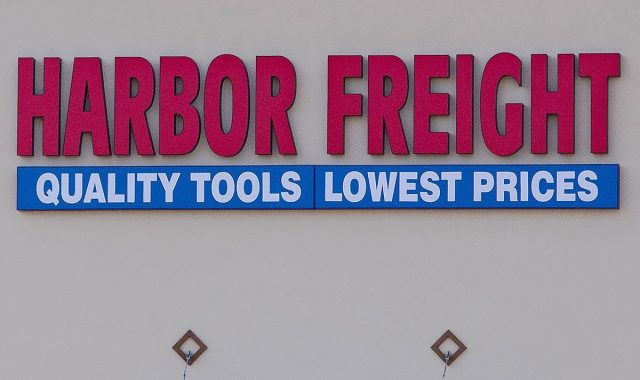 HARBOR FREIGHT
QUALITY TOOLS LOWEST PRICES